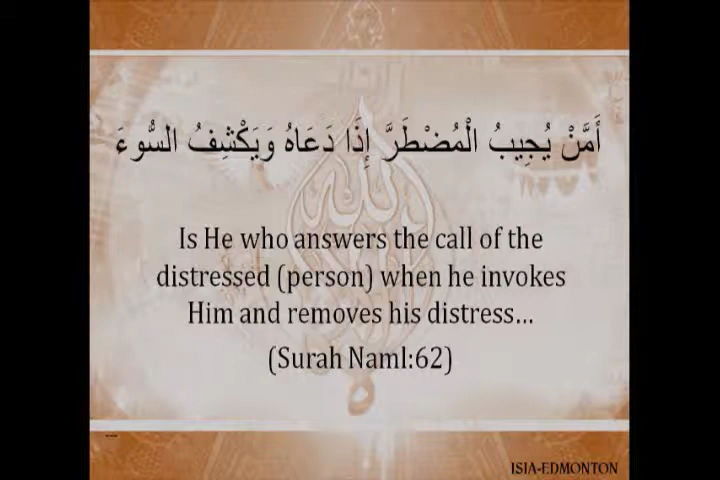 أَمَّنْ يُجِيبُ الْمُضْطَرَّ إِذَا دَعَاهُ وَيَكْشِفُ السُّوءَ
Is He who answers the call of the
distressed (person) when he invokes
Him and removes his distress…
(Surah Naml:62)
ISIA-EDMONTON